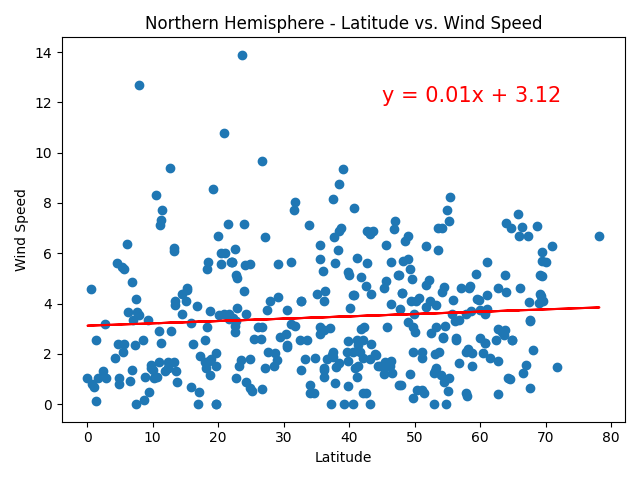 Northern Hemisphere - Latitude vs. Wind Speed
14
12
10
8
6
4
2
0
Wind Speed
y = 0.01x + 3.12
0 10 20 30 40 50 60 70 80
Latitude